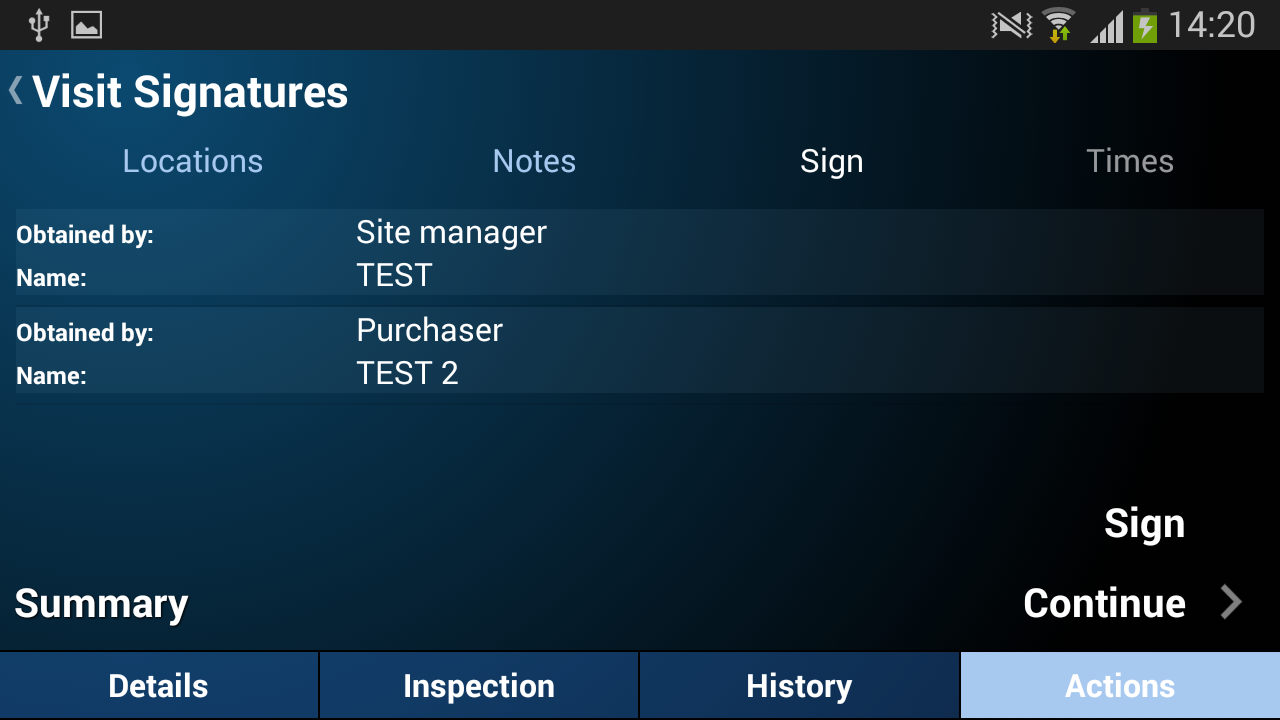 14:20
Visit Signatures
Locations Notes Sign Times
Obtained by: Site manager
Name: TEST
Obtained by: Purchaser
Name: TEST 2
Sign
Summary Continue
Details Inspection History Actions